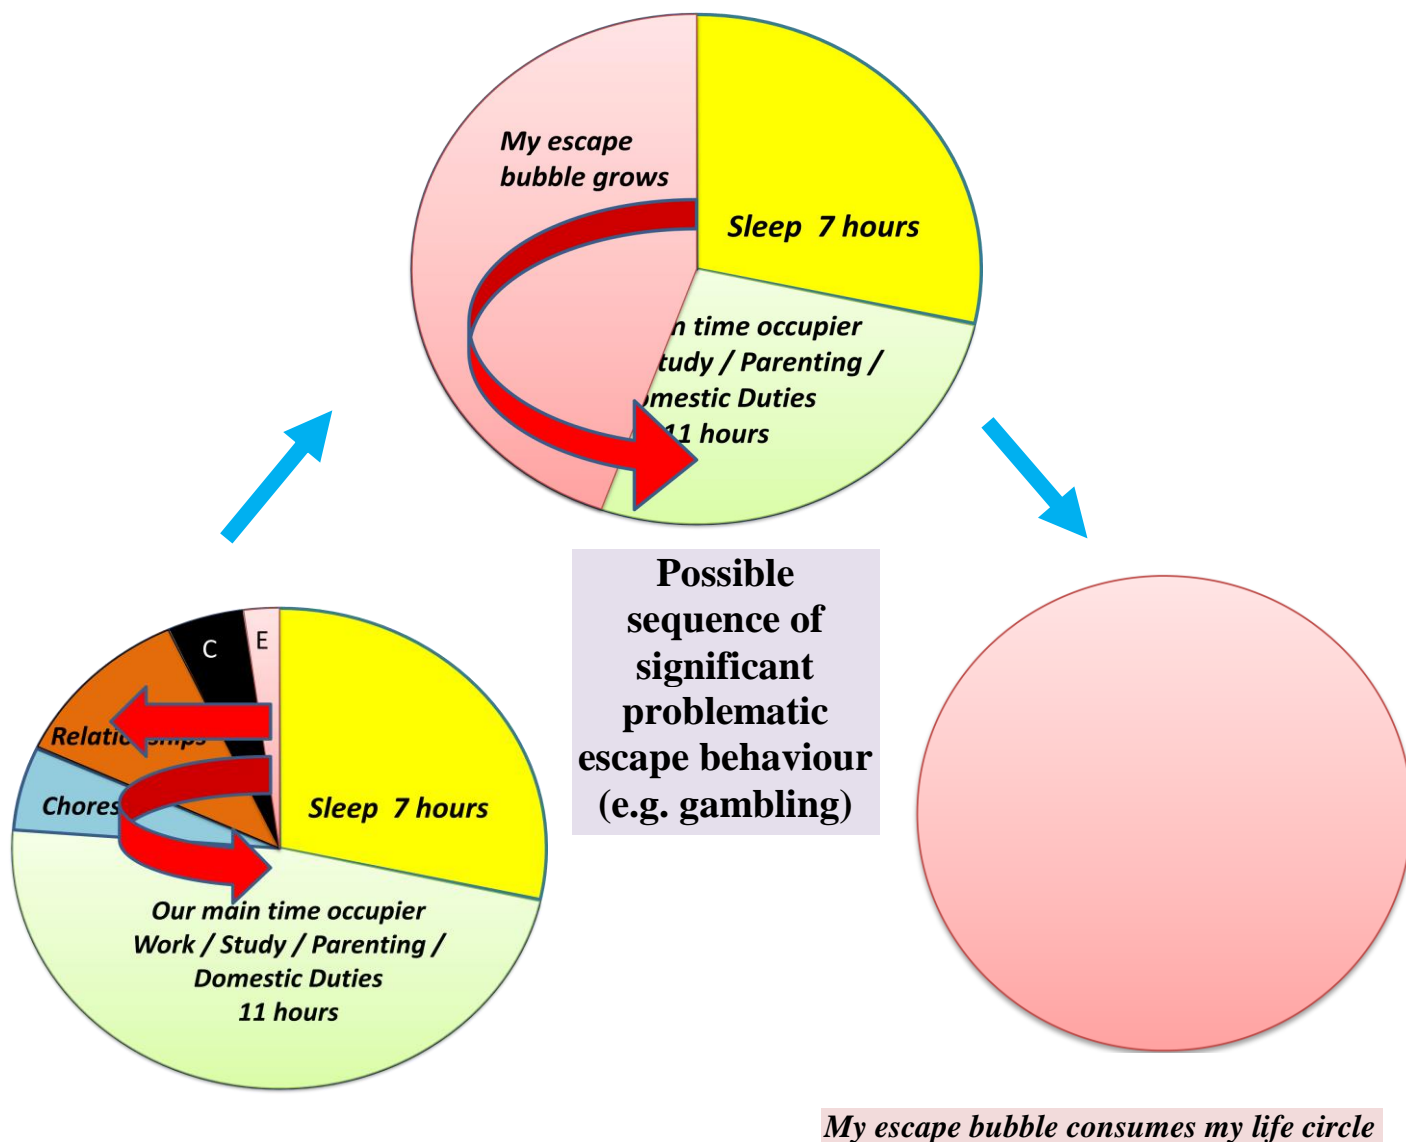 My escape
bubble grows
Sleep 7 hours
n time occupier
tudy / Parenting /
omestic Duties
11 hours
Possible
sequence of
significant
problematic
escape behaviour
(e.g. gambling)
C
E
Relationships
Chores
Sleep 7 hours
Our main time occupier
Work / Study / Parenting /
Domestic Duties
11 hours
My escape bubble consumes my life circle